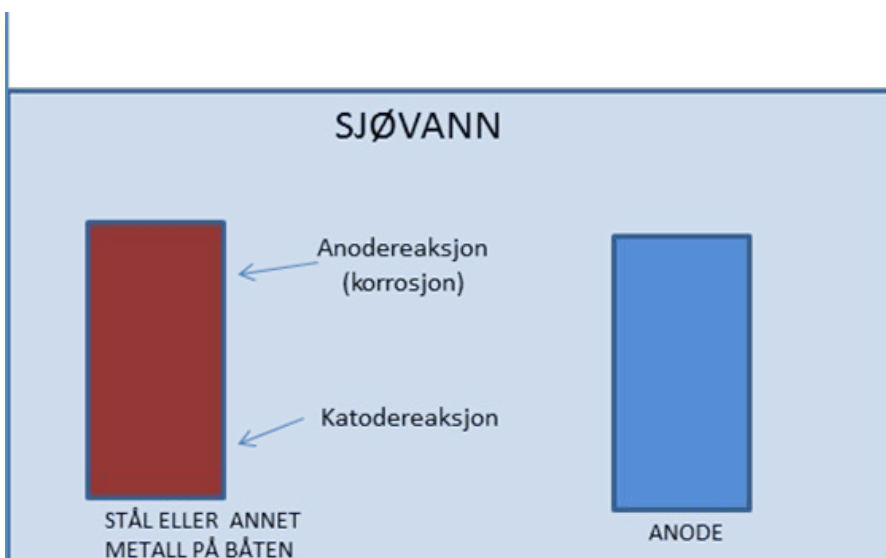 SJØVANN
Anodereaksjon
(korrosjon)
Katodereaksjon
STÅL ELLER ANNET
METALL PÅ BÅTEN
ANODE